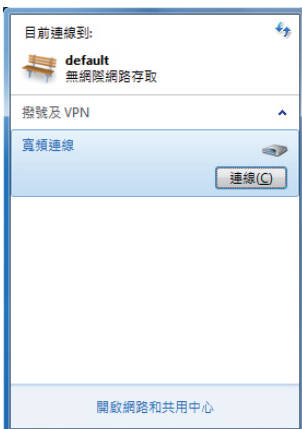 目前連線到:
default
無網際網路存取
撥號及 VPN
寬頻連線
連線(C)
開啟網路和共用中心